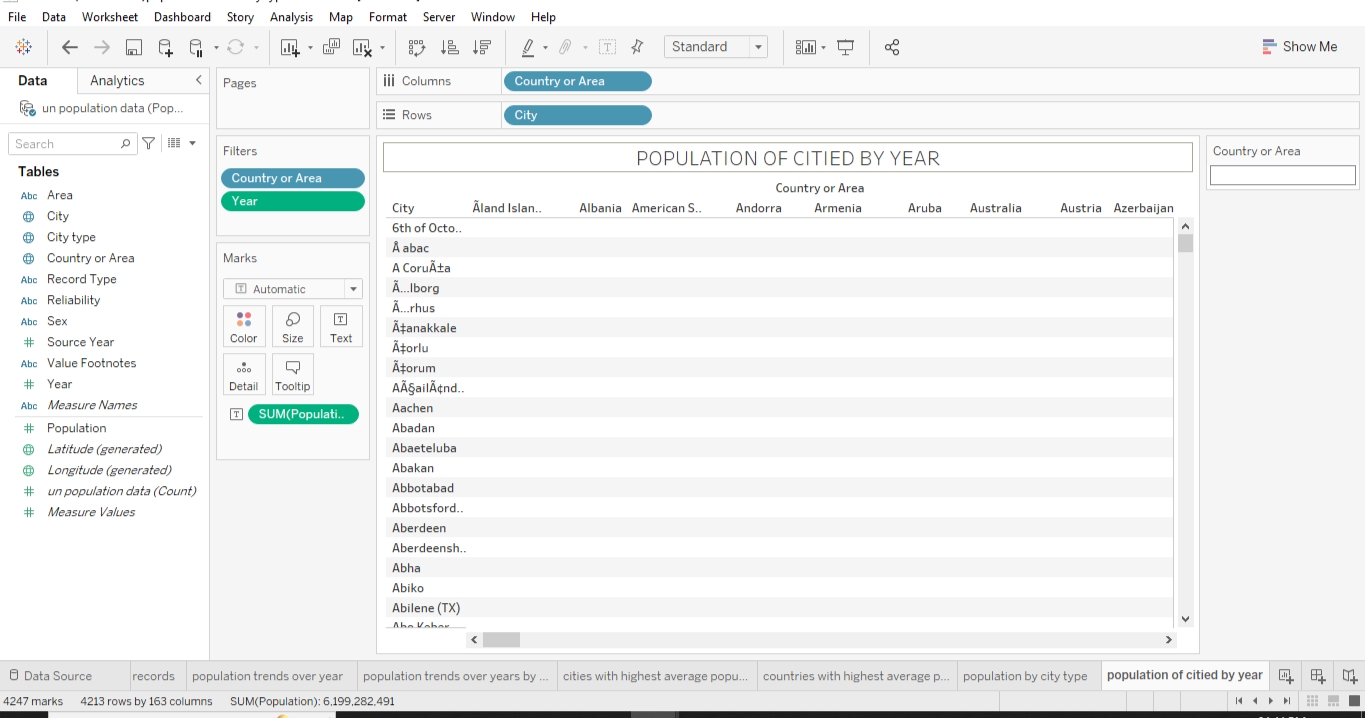 File Data Worksheet Dashboard Story Analysis Map Format Server Window Help
Standard Show Me
Data Analytics
Pages
Columns Country or Area
un population data (Pop...
Rows City
Search
Tables
Abc Area
City
City type
Country or Area
Abc Record Type
Abc Reliability
Abc Sex
# Source Year
Abc Value Footnotes
# Year
Abc Measure Names
# Population
Latitude (generated)
Longitude (generated)
# un population data (Count)
# Measure Values
Filters
Country or Area
Year
Marks
T Automatic
Color Size Text
Detail Tooltip
T SUM(Populati..
POPULATION OF CITIED BY YEAR
Country or Area
City Ãland Islan.. Albania American S.. Andorra Armenia Aruba Australia Austria Azerbaijan
6th of Octo..
Å abac
A CoruÃ±a
Ã...lborg
Ã...rhus
Ã‡anakkale
Ã‡orlu
Ã‡orum
AÃ§ailÃ¢nd..
Aachen
Abadan
Abaeteluba
Abakan
Abbotabad
Abbotsford..
Aberdeen
Aberdeensh..
Abha
Abiko
Abilene (TX)
Country or Area
Data Source records population trends over year population trends over years by ... cities with highest average popu... countries with highest average p... population by city type population of citied by year
4247 marks 4213 rows by 163 columns SUM(Population): 6,199,282,491